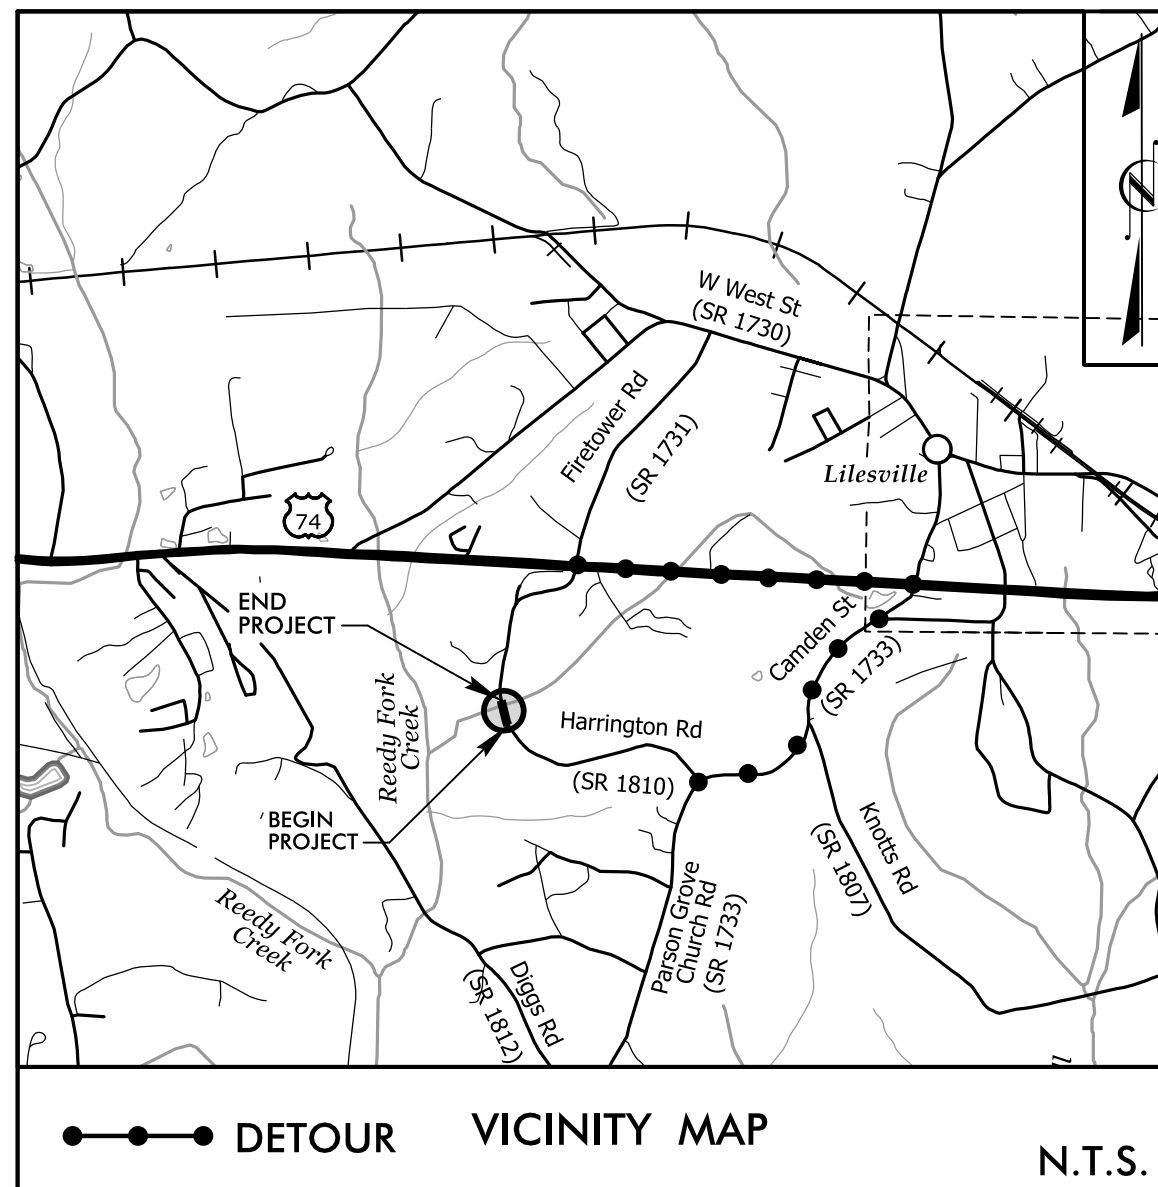 N
W West St
(SR 1730)
Firetower Rd
(SR 1731)
Lilesville
74
END
PROJECT
Camden St
(SR 1733)
Reedy Fork
Creek
Harrington Rd
(SR 1810)
BEGIN
PROJECT
Knotts Rd
(SR 1807)
Parson Grove
Church Rd
(SR 1733)
Reedy Fork
Creek
Diggs Rd
(SR 1812)
DETOUR
VICINITY MAP
N.T.S.